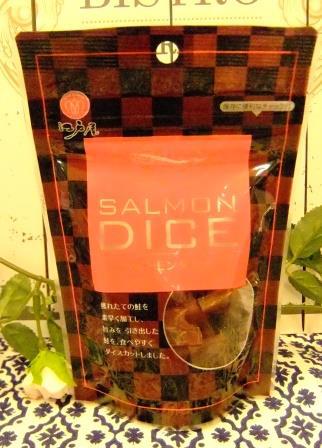 BISTRO
保存に便利なチャック付
SALMON
DICE
獲れたての鮭を
素早く加工し、
旨みを引き出した
鮭を、食べやすく
ダイスカットしました。